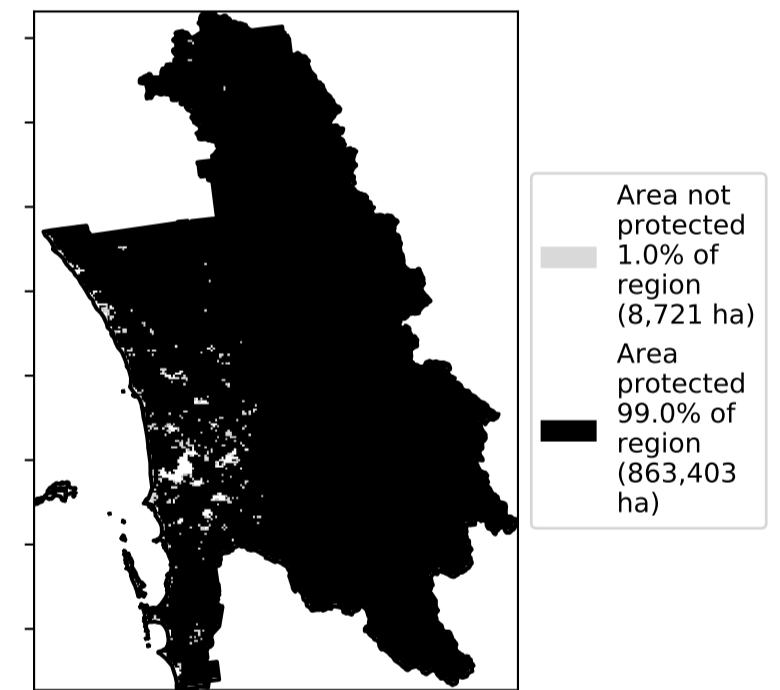 Area not
protected
1.0% of
region
(8,721 ha)
Area
protected
99.0% of
region
(863,403
ha)